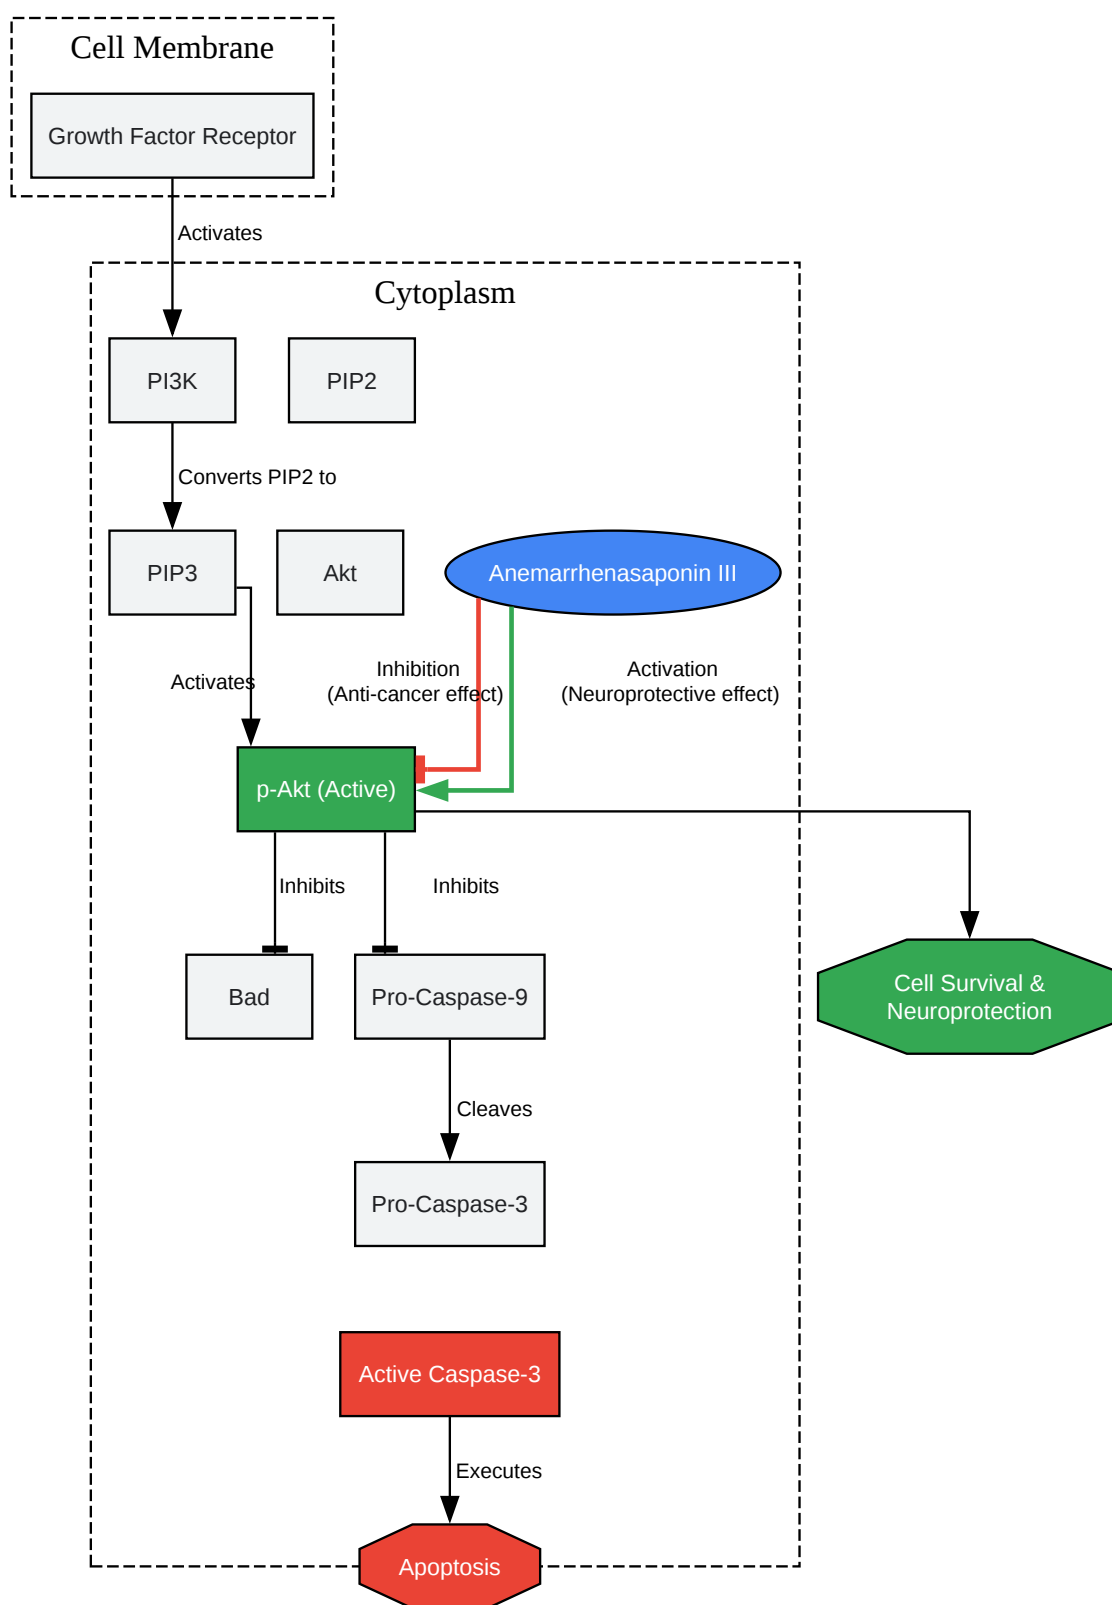 Cell Membrane
Growth Factor Receptor
Activates
Cytoplasm
PI3K
PIP2
Converts PIP2 to
PIP3
Akt
Anemarrhenasaponin III
Activates
Inhibition
(Anti-cancer effect)
Activation
(Neuroprotective effect)
p-Akt (Active)
Inhibits
Inhibits
Bad
Pro-Caspase-9
Cell Survival &
Neuroprotection
Cleaves
Pro-Caspase-3
Active Caspase-3
Executes
Apoptosis